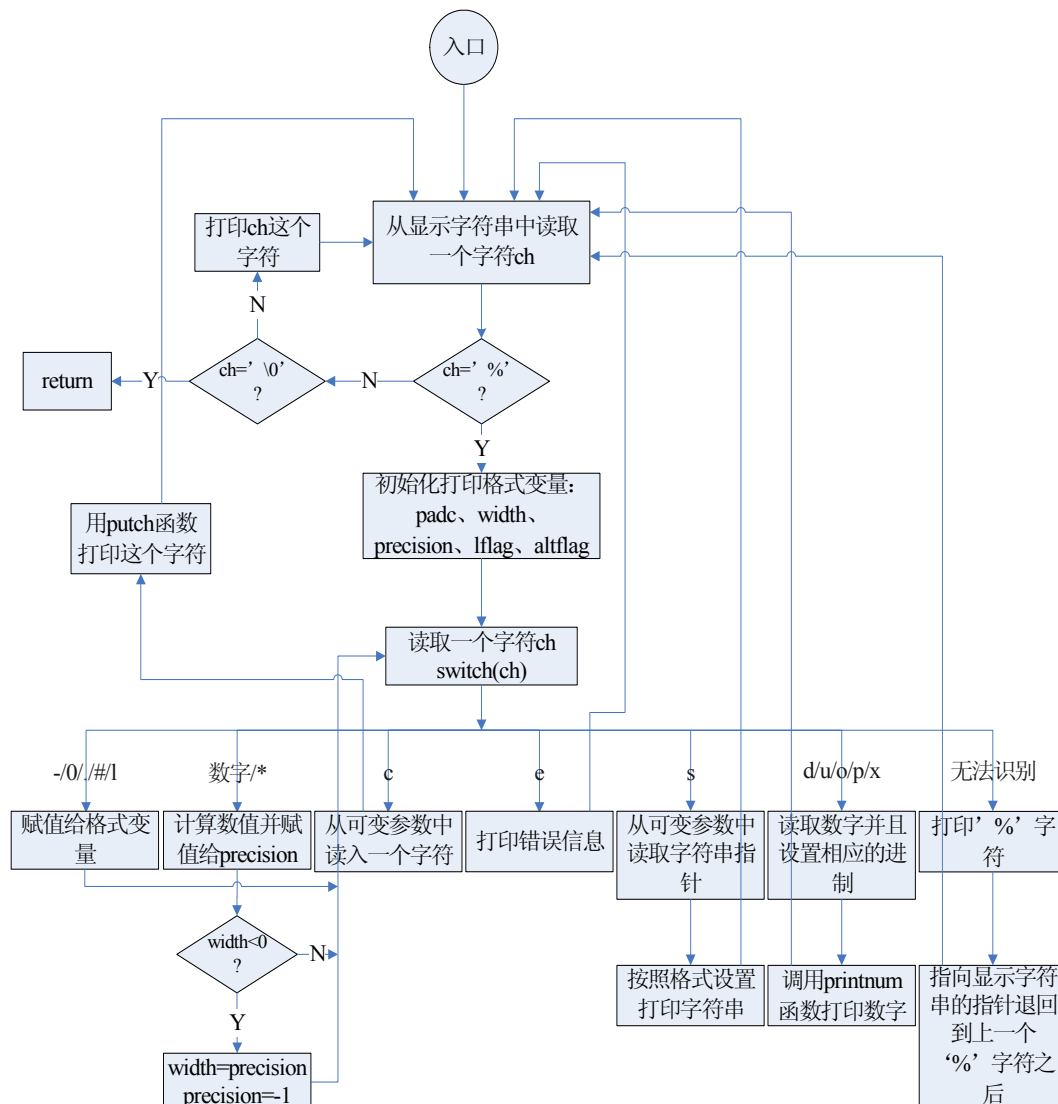 入口
从显示字符串中读取
一个字符ch
打印ch这个
字符
N
return
Y
ch=’\0’
?
N
ch=’%’
?
Y
初始化打印格式变量：
padc、width、
precision、lflag、altflag
用putch函数
打印这个字符
读取一个字符ch
switch(ch)
-/0/./#/l
数字/*
c
e
s
d/u/o/p/x
无法识别
赋值给格式变
量
计算数值并赋
值给precision
从可变参数中
读入一个字符
打印错误信息
从可变参数中
读取字符串指
针
读取数字并且
设置相应的进
制
打印’%’字
符
width<0
?
N
Y
width=precision
precision=-1
按照格式设置
打印字符串
调用printnum
函数打印数字
指向显示字符
串的指针退回
到上一个
‘%’字符之
后